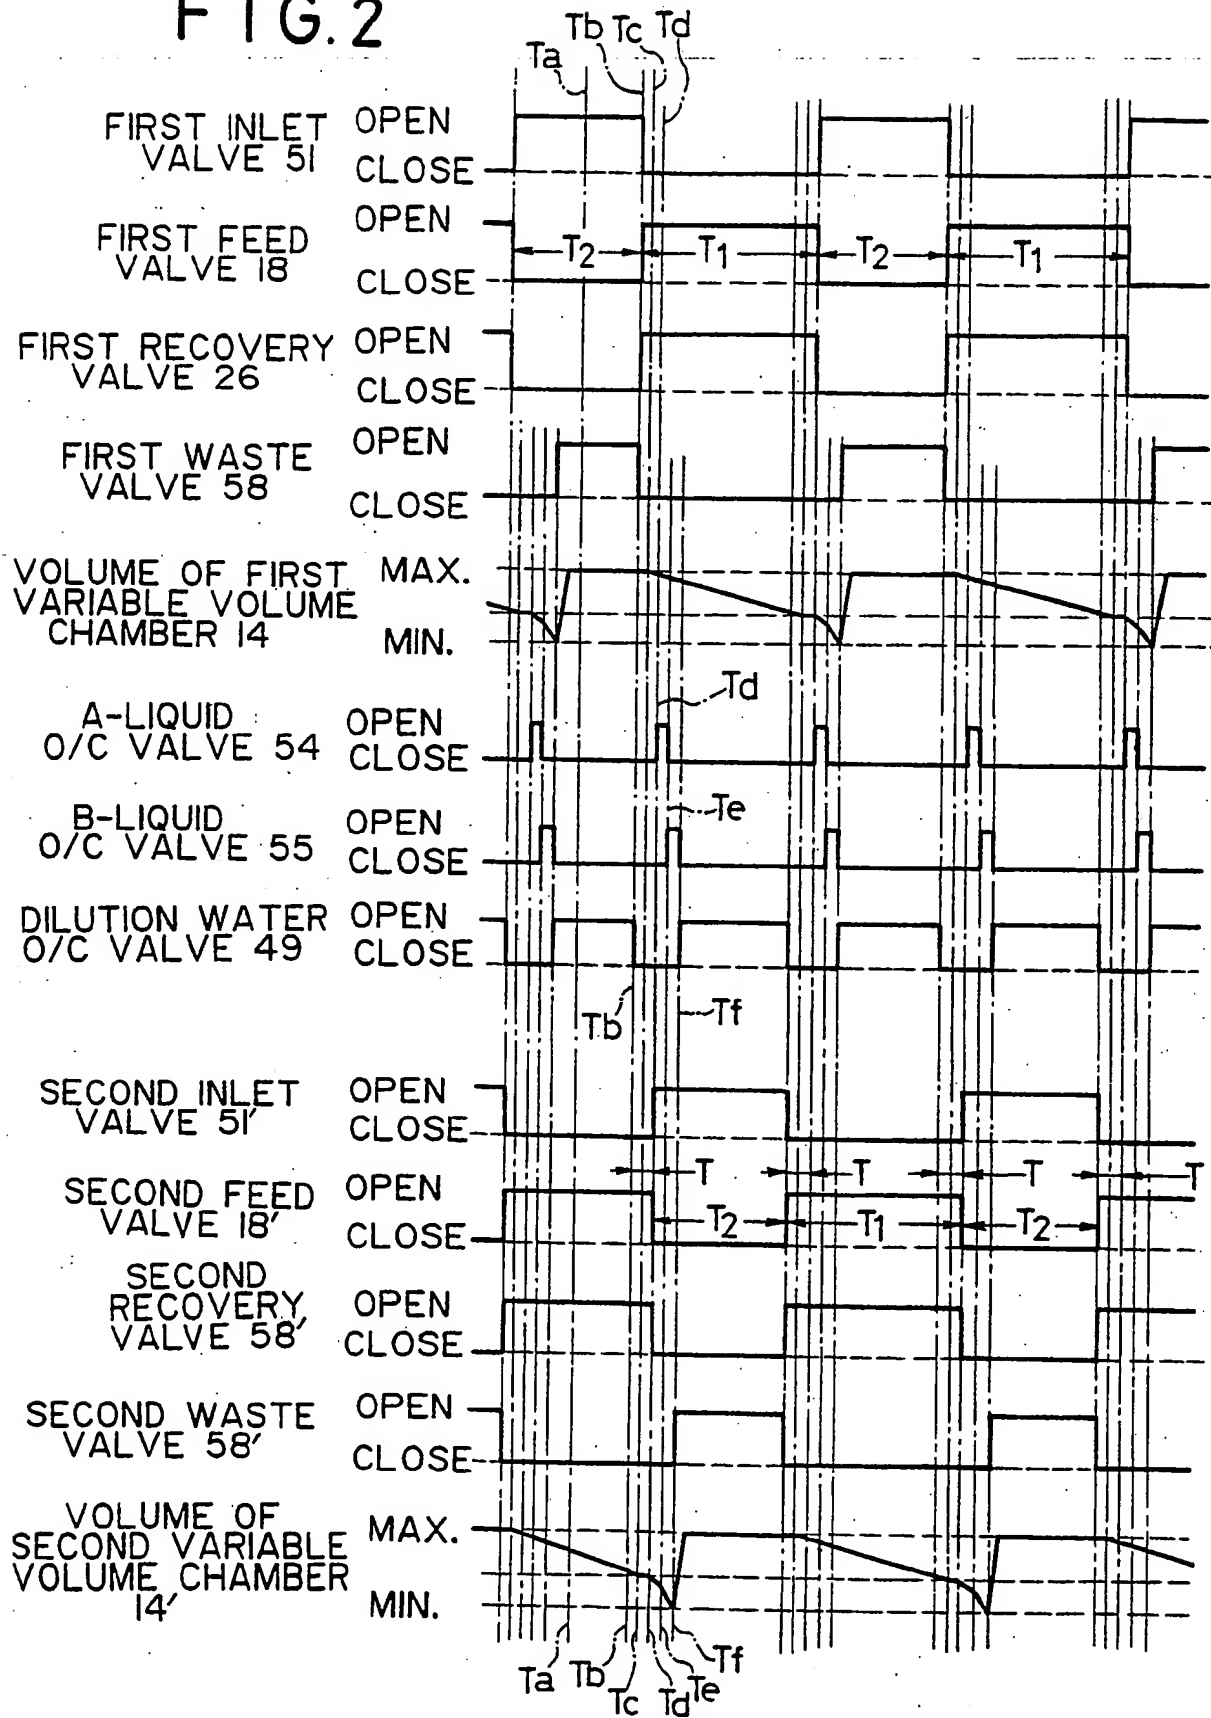 FIG.2
Tb Tc Td
Ta
FIRST INLET
VALVE 51
OPEN
CLOSE
FIRST FEED
VALVE 18
OPEN
CLOSE
T2 T1 T2 T1
FIRST RECOVERY
VALVE 26
OPEN
CLOSE
FIRST WASTE
VALVE 58
OPEN
CLOSE
VOLUME OF FIRST
VARIABLE VOLUME
CHAMBER 14
MAX.
MIN.
Td
A-LIQUID
O/C VALVE 54
OPEN
CLOSE
Te
B-LIQUID
O/C VALVE 55
OPEN
CLOSE
DILUTION WATER
O/C VALVE 49
OPEN
CLOSE
Tb Tf
SECOND INLET
VALVE 51'
OPEN
CLOSE
T T T T
SECOND FEED
VALVE 18'
OPEN
CLOSE
T2 T1 T2
SECOND
RECOVERY
VALVE 58'
OPEN
CLOSE
SECOND WASTE
VALVE 58'
OPEN
CLOSE
VOLUME OF
SECOND VARIABLE
VOLUME CHAMBER
14'
MAX.
MIN.
Ta Tb Tc Td Te Tf